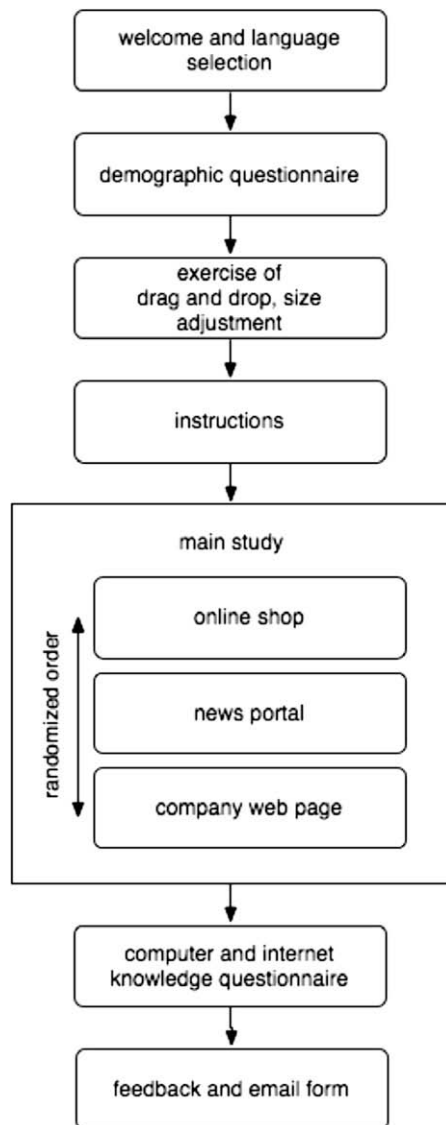 welcome and language
selection
demographic questionnaire
exercise of
drag and drop, size
adjustment
instructions
main study
randomized order
online shop
news portal
company web page
computer and internet
knowledge questionnaire
feedback and email form